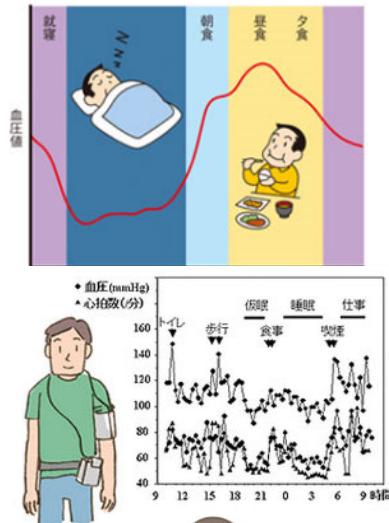 就寝
朝食
昼食
夕食
血圧値
ZZZ
◆ 血圧(mmHg)
▲ 心拍数(/分)
160
140
120
100
80
60
40
仮眠
睡眠
仕事
トイレ
歩行
食事
喫煙
9
12
15
18
21
0
3
6
9
時間